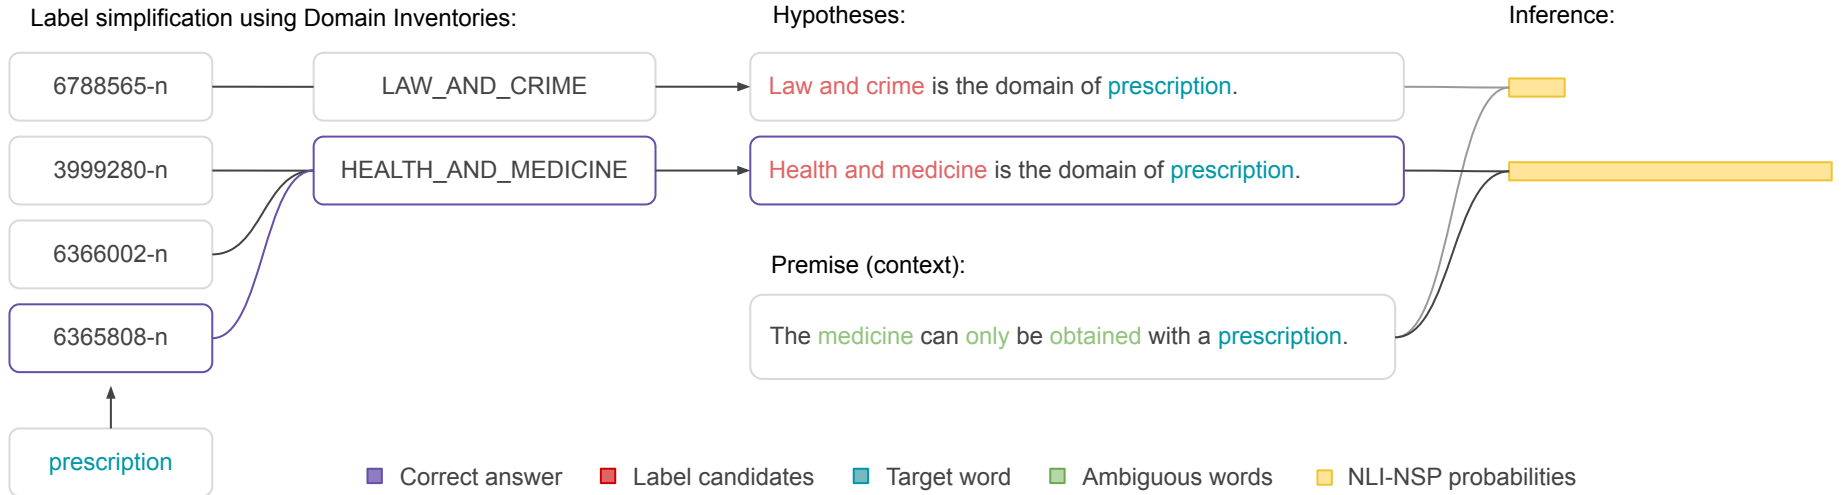 Label simplification using Domain Inventories:
Hypotheses:
Inference:
6788565-n
LAW_AND_CRIME
Law and crime is the domain of prescription.
3999280-n
HEALTH_AND_MEDICINE
Health and medicine is the domain of prescription.
6366002-n
Premise (context):
6365808-n
The medicine can only be obtained with a prescription.
prescription
Correct answer
Label candidates
Target word
Ambiguous words
NLI-NSP probabilities